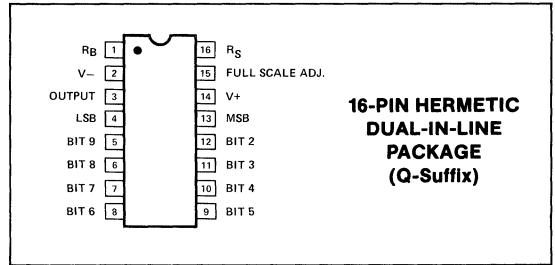 RB 1 16 RS
V− 2 15 FULL SCALE ADJ.
OUTPUT 3 14 V+
LSB 4 13 MSB
BIT 9 5 12 BIT 2
BIT 8 6 11 BIT 3
BIT 7 7 10 BIT 4
BIT 6 8 9 BIT 5
16-PIN HERMETIC
DUAL-IN-LINE
PACKAGE
(Q-Suffix)